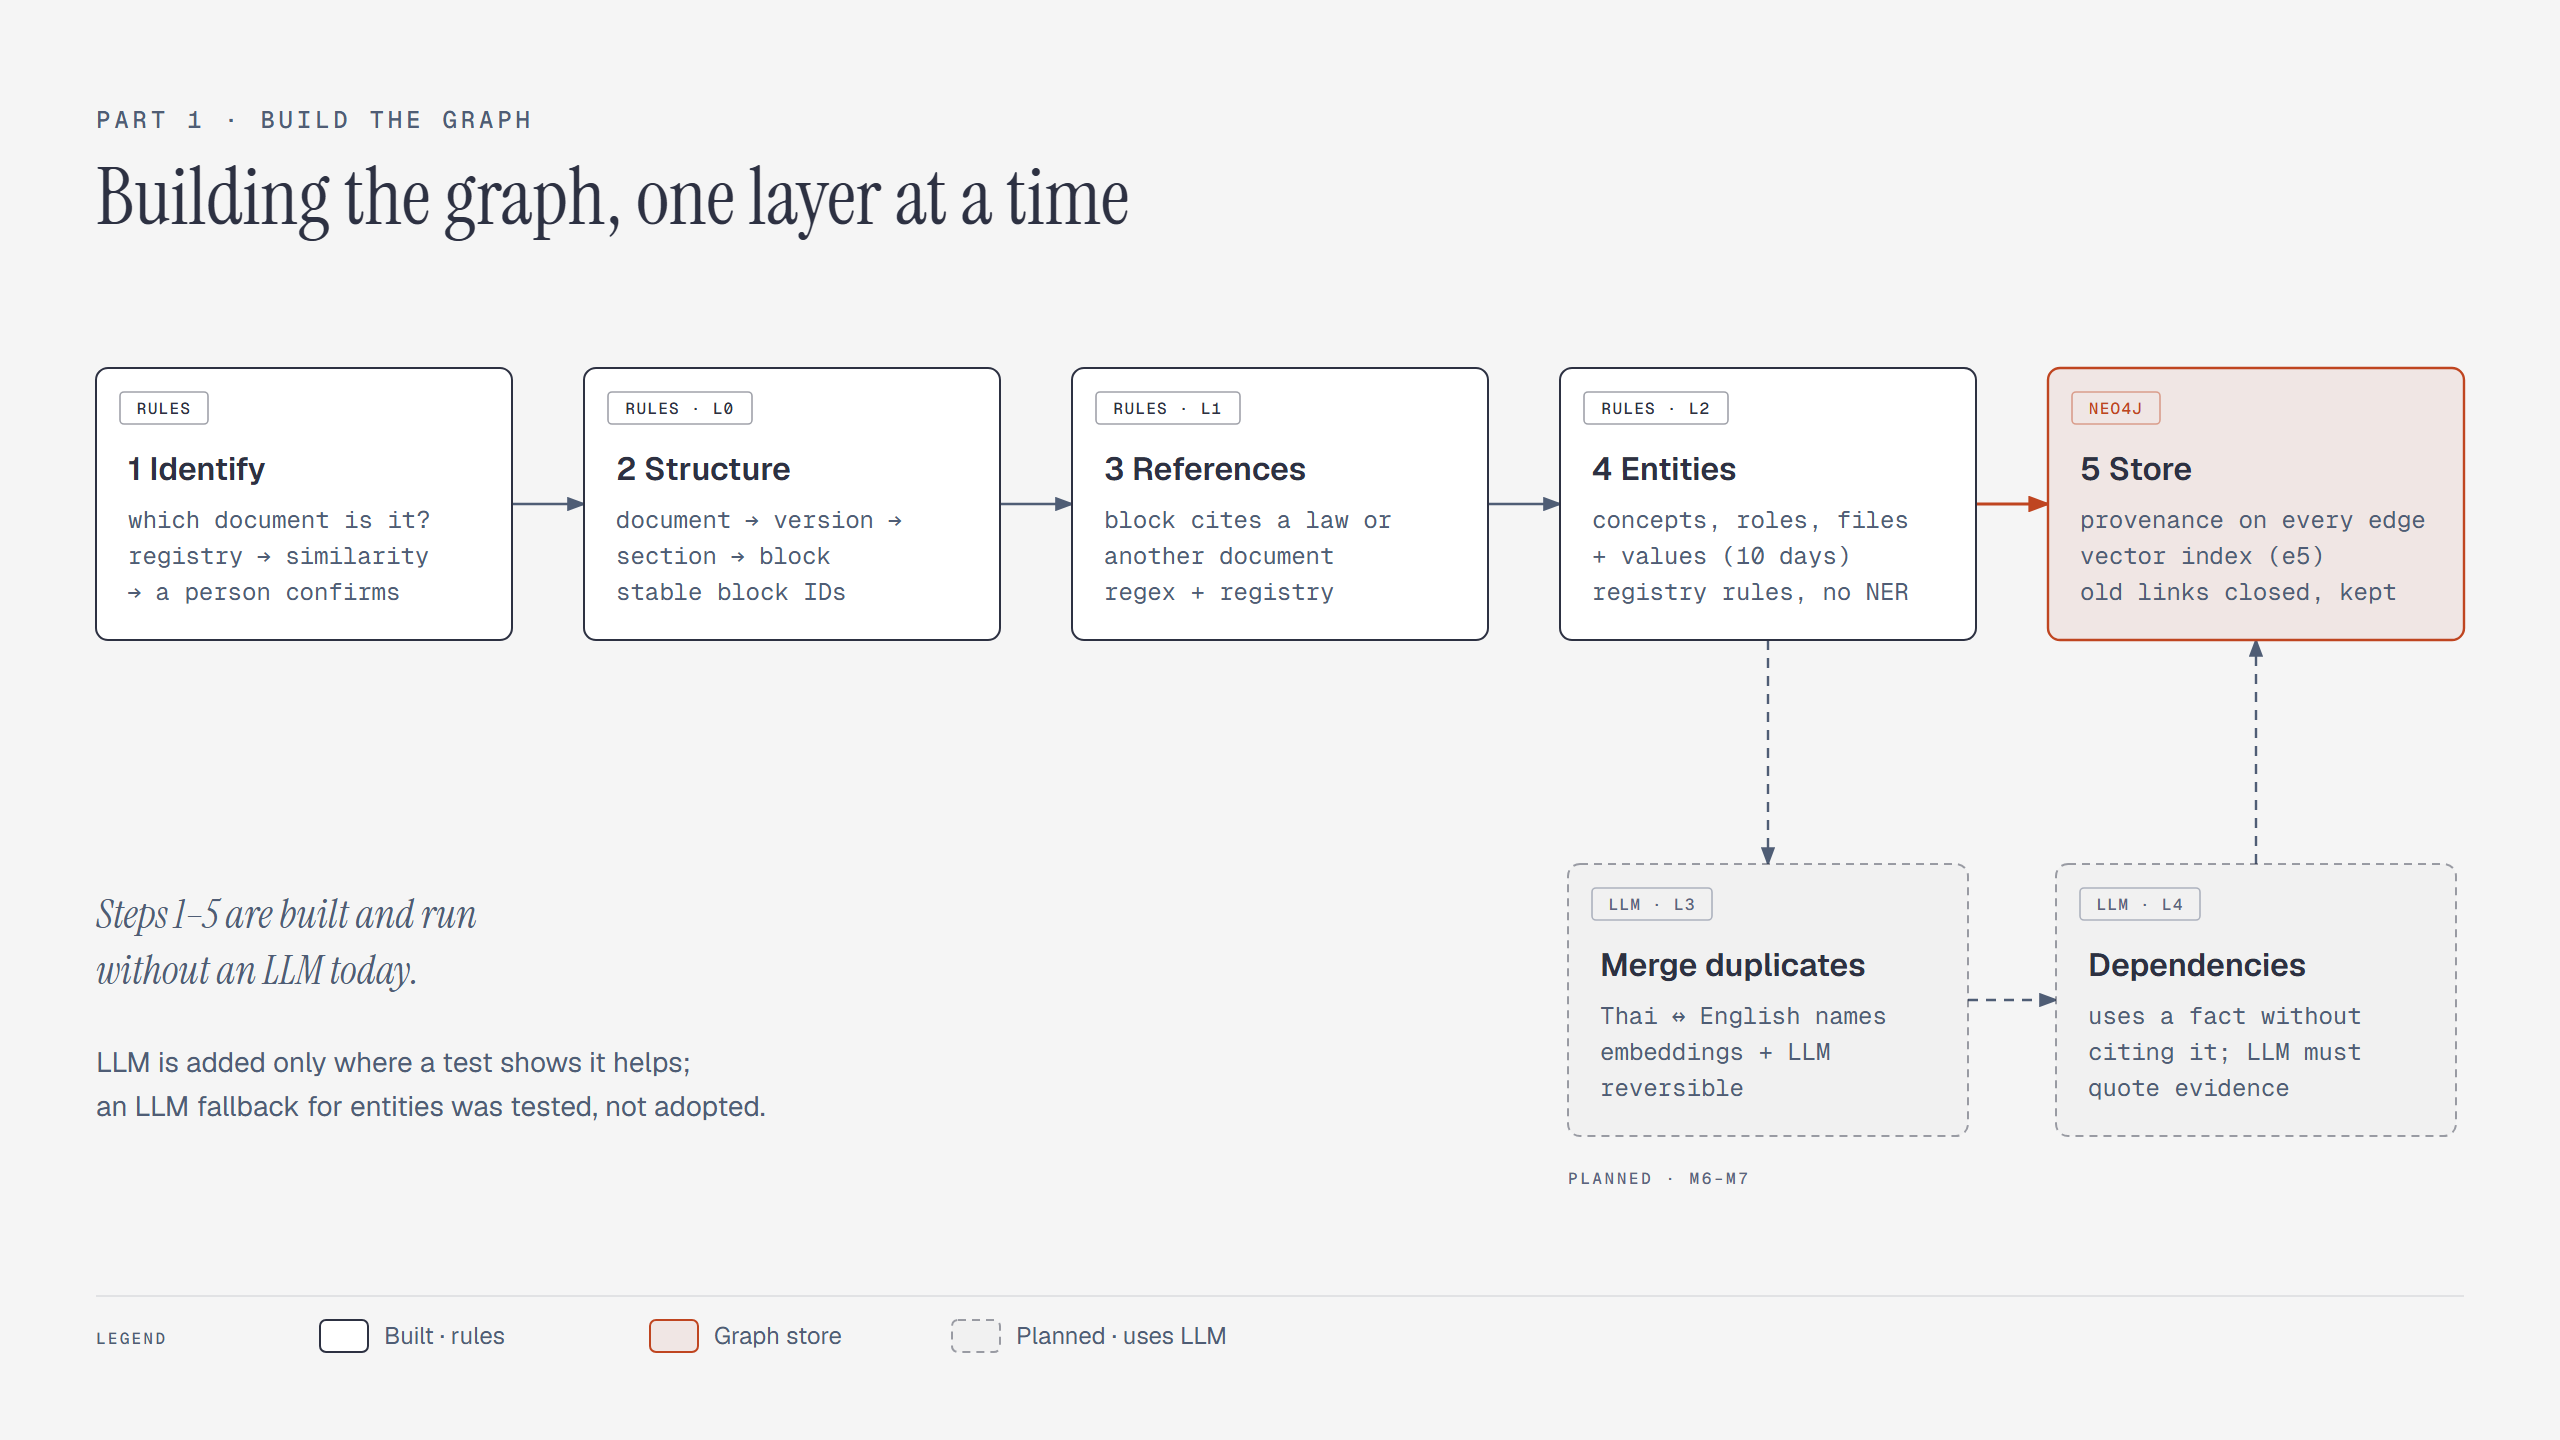 PART 1 · BUILD THE GRAPH
Building the graph, one layer at a time
RULES
1 Identify
which document is it?
registry → similarity
→ a person confirms
RULES · L0
2 Structure
document → version →
section → block
stable block IDs
RULES · L1
3 References
block cites a law or
another document
regex + registry
RULES · L2
4 Entities
concepts, roles, files
+ values (10 days)
registry rules, no NER
NEO4J
5 Store
provenance on every edge
vector index (e5)
old links closed, kept
Steps 1–5 are built and run
without an LLM today.
LLM is added only where a test shows it helps;
an LLM fallback for entities was tested, not adopted.
LLM · L3
Merge duplicates
Thai ↔ English names
embeddings + LLM
reversible
LLM · L4
Dependencies
uses a fact without
citing it; LLM must
quote evidence
PLANNED · M6–M7
LEGEND
Built · rules
Graph store
Planned · uses LLM